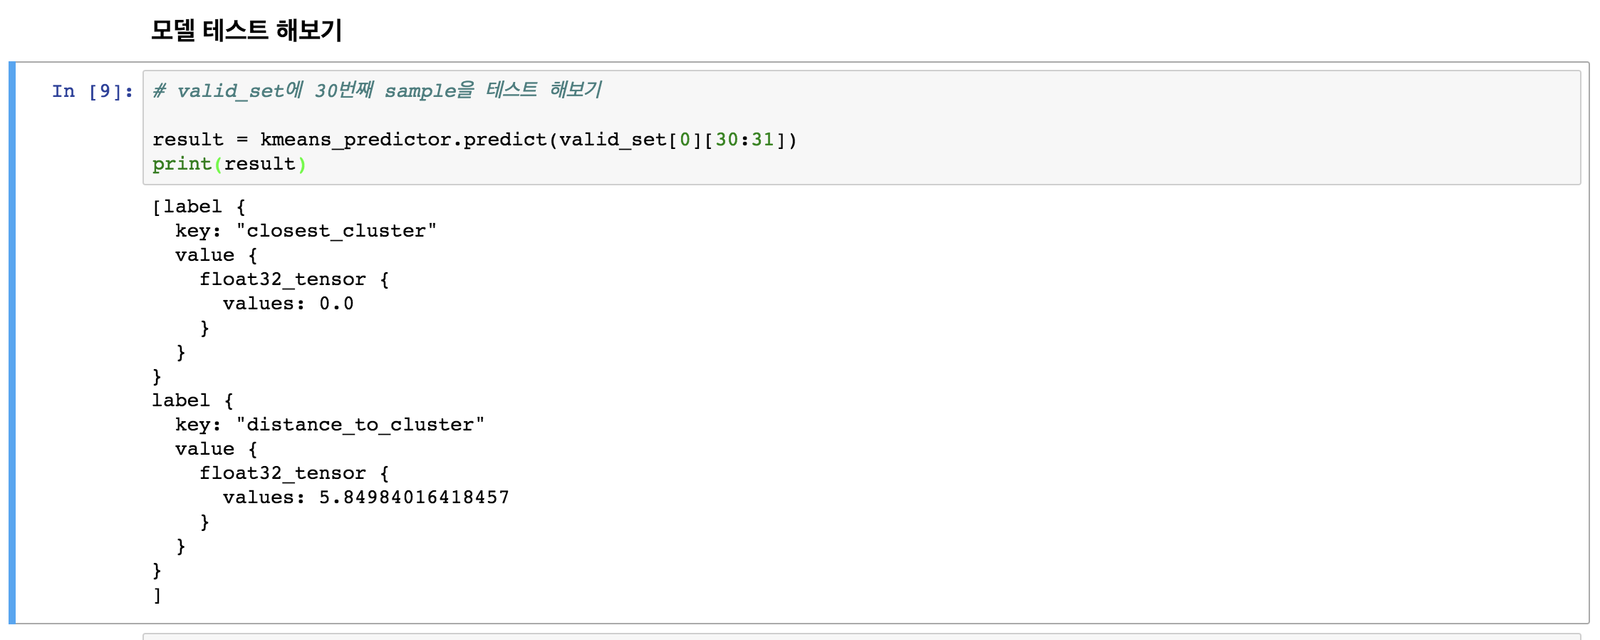 모델 테스트 해보기
In [9]: # valid_set에 30번째 sample을 테스트 해보기
result = kmeans_predictor.predict(valid_set[0][30:31])
print(result)
[label {
  key: "closest_cluster"
  value {
    float32_tensor {
      values: 0.0
    }
  }
}
label {
  key: "distance_to_cluster"
  value {
    float32_tensor {
      values: 5.84984016418457
    }
  }
}
]